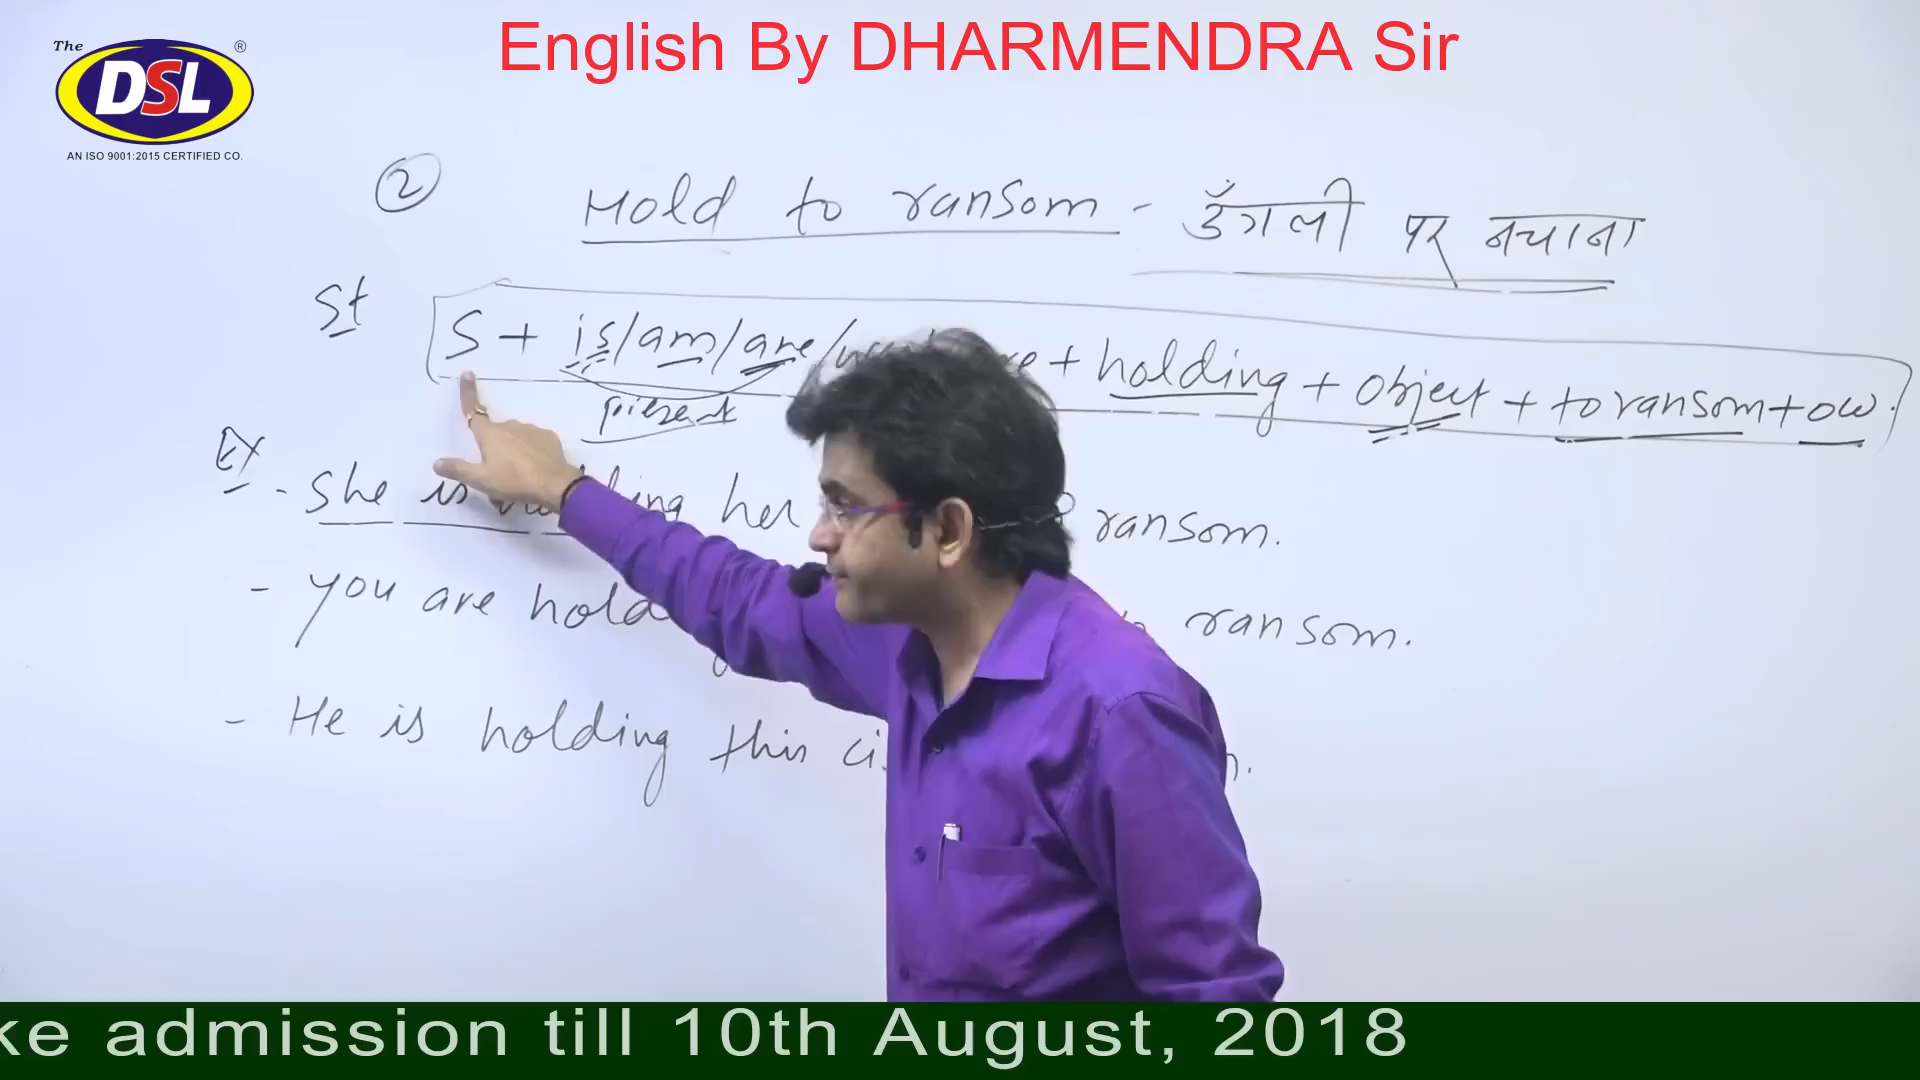 English By DHARMENDRA Sir
The
DSL ®
AN ISO 9001:2015 CERTIFIED CO.
② Hold to ransom - उँगली पर नचाना
St S + is/am/are/ + holding + object + to ransom + ow.
present
Ex - She is her ransom.
- you are ransom.
- He is holding this
ke admission till 10th August, 2018